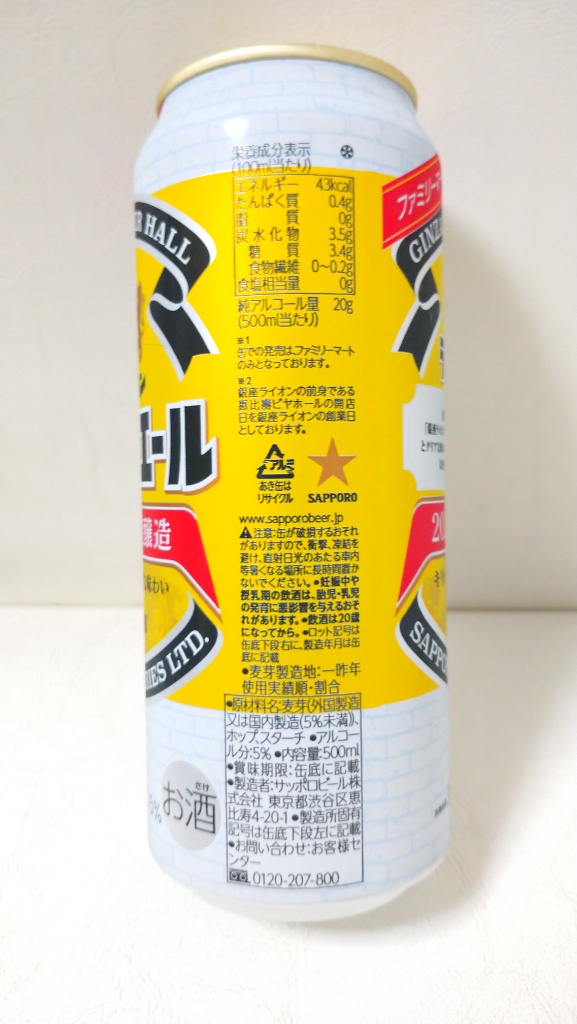 栄養成分表示
(100ml当たり)
エネルギー 43kcal
たんぱく質 0.4g
脂質 0g
炭水化物 3.5g
糖質 3.4g
食物繊維 0〜0.2g
食塩相当量 0g
純アルコール量 20g
(500ml当たり)
※1
缶での発売は、ファミリーマート
のみとなっております。
※2
銀座ライオンの前身である
恵比壽ビヤホールの開店
日を銀座ライオンの創業日
としております。
アルミ
あき缶は
リサイクル
SAPPORO
www.sapporobeer.jp
⚠注意:缶が破損するおそれ
がありますので、衝撃、凍結を
避け、直射日光のあたる車内
等暑くなる場所に長時間置か
ないでください。●妊娠中や
授乳期の飲酒は、胎児・乳児
の発育に悪影響を与えるおそ
れがあります。●飲酒は20歳
になってから。●ロット記号は
缶底下段右に、製造年月は缶
底に記載
●麦芽製造地:一昨年
使用実績順・割合
●原材料名:麦芽(外国製造
又は国内製造(5%未満))、
ホップ、スターチ ●アルコー
ル分:5% ●内容量:500ml
●賞味期限:缶底に記載
●製造者:サッポロビール株
式会社 東京都渋谷区恵
比寿4-20-1 ●製造所固有
記号は缶底下段左に記載
●お問い合わせ:お客様セ
ンター
0120-207-800
HALL
エール
醸造
味わい
IES LTD.
5%
さけ
お酒
ファミリーマ
GINZA
20
SAPPO